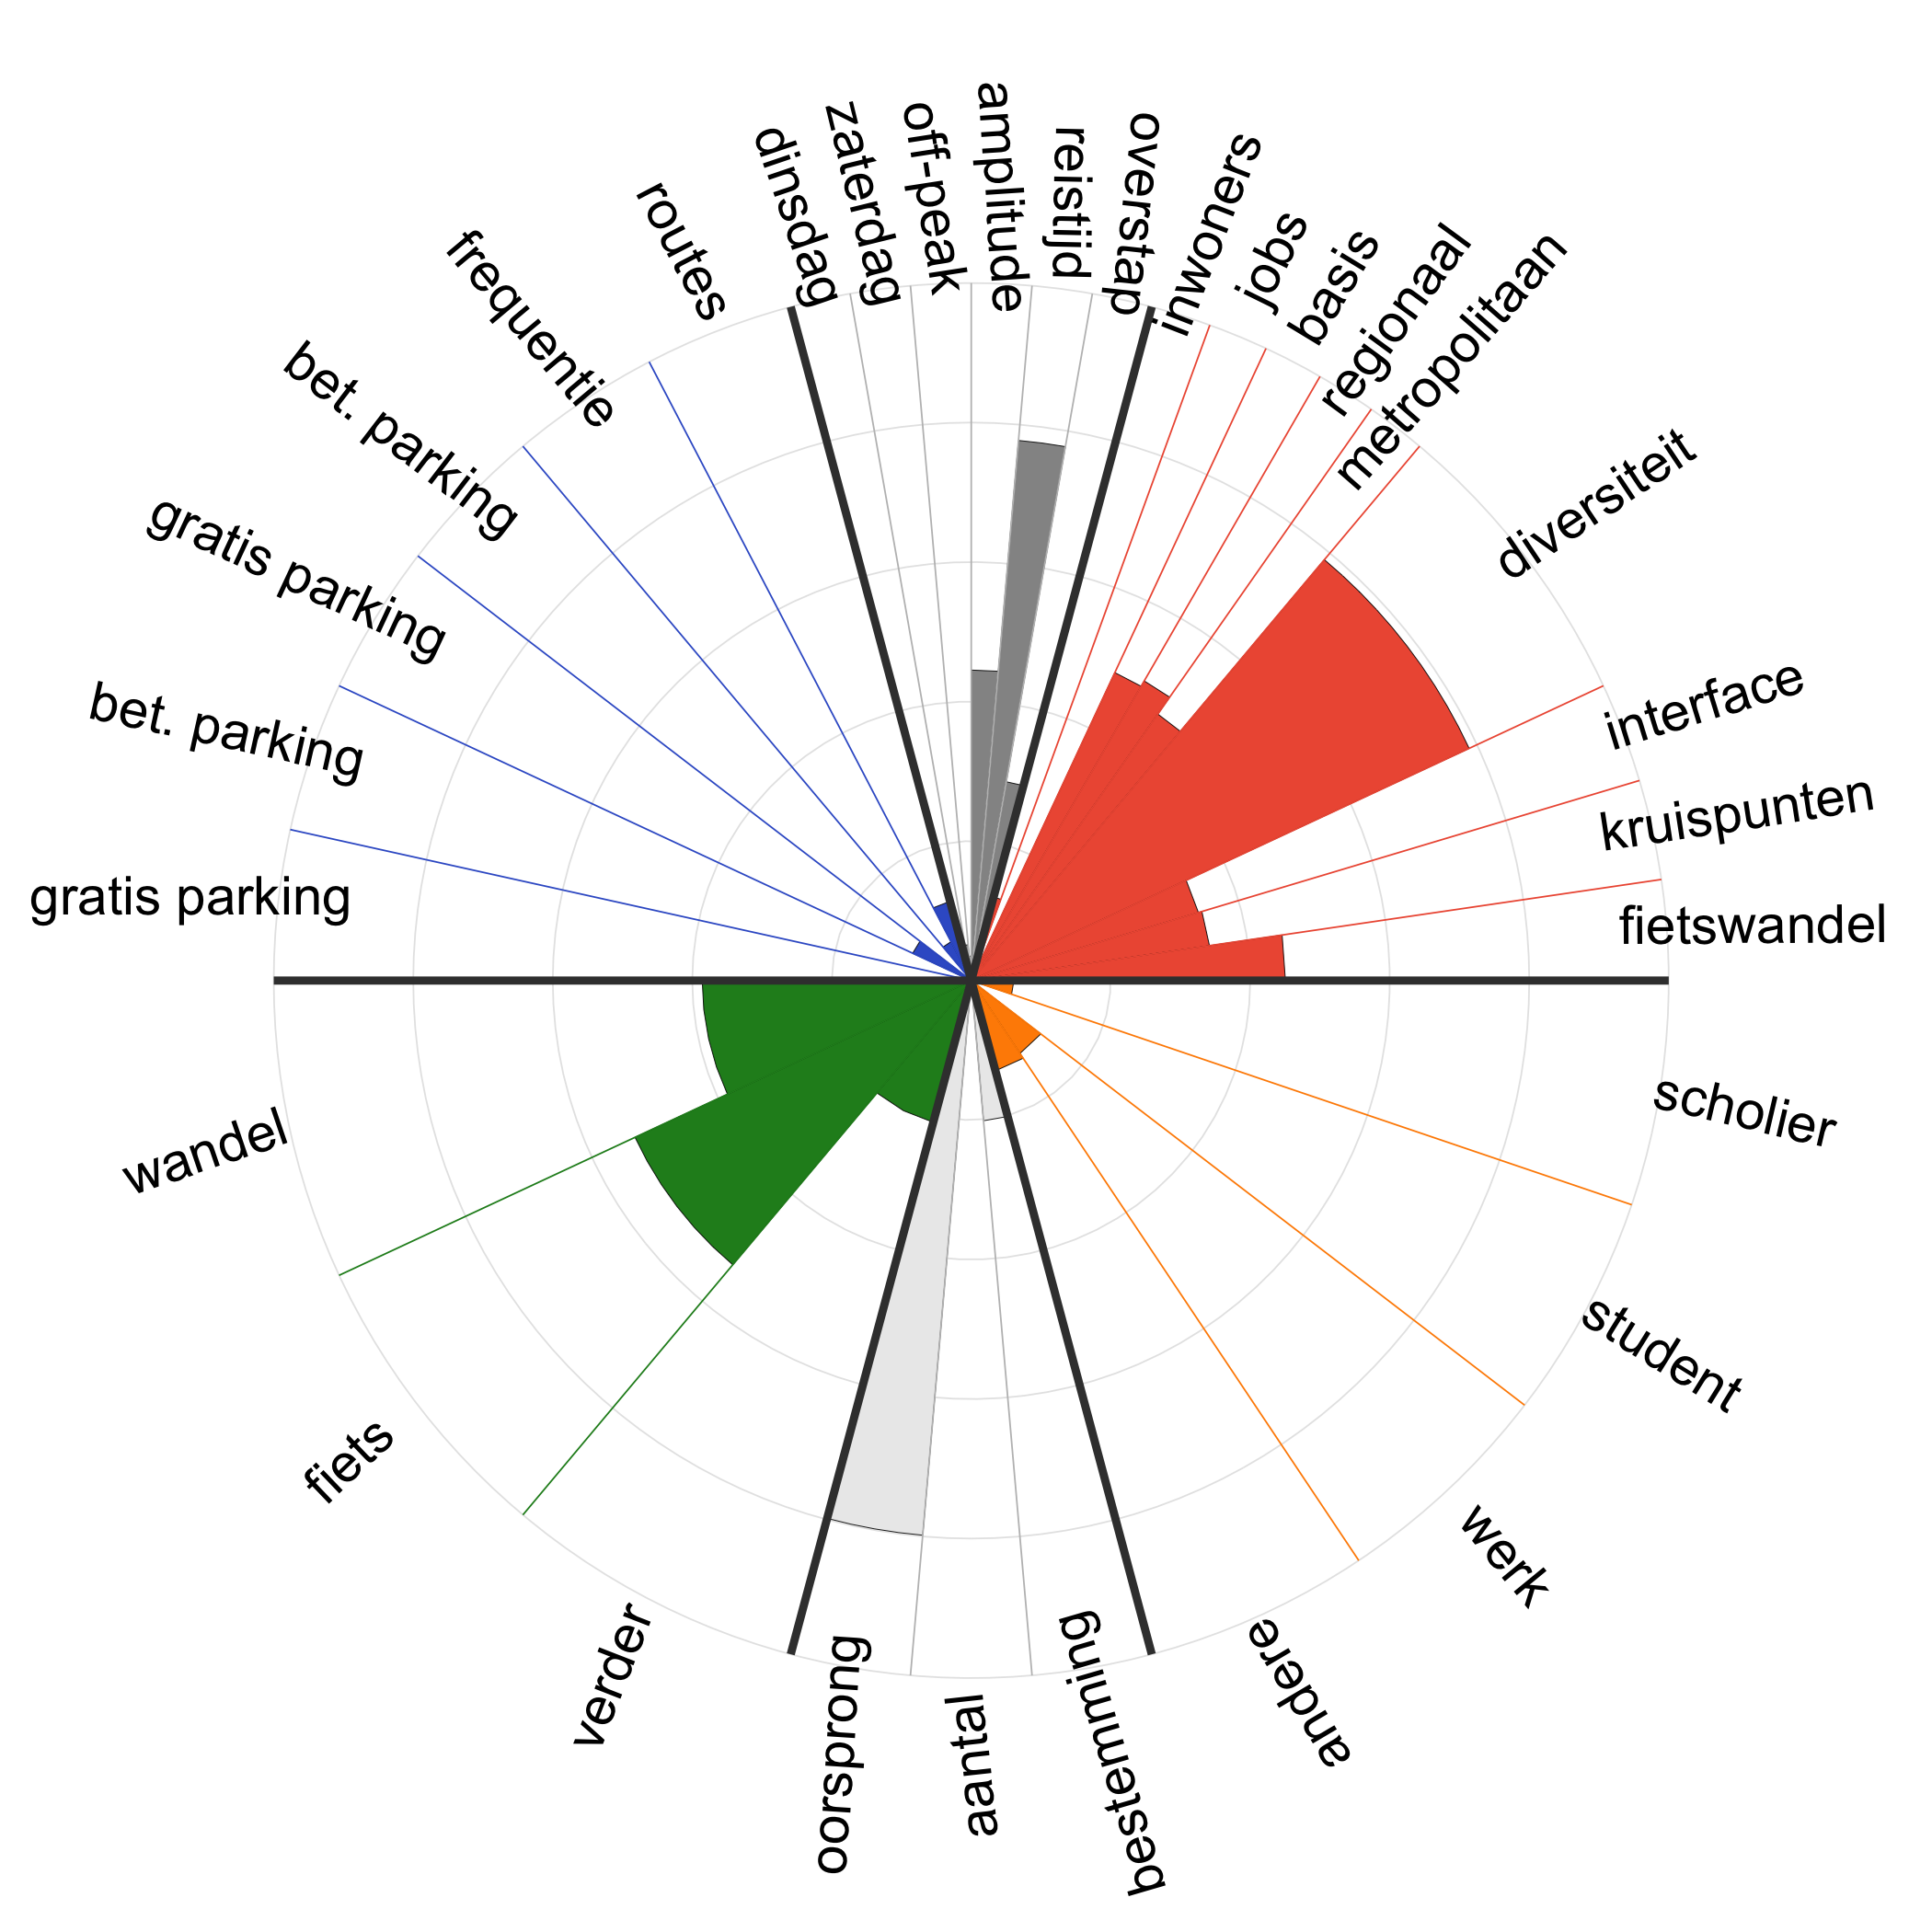 amplitude
reistijd
overstap
inwoners
jobs
basis
regionaal
metropolitaan
diversiteit
interface
kruispunten
fietswandel
scholier
student
werk
andere
bestemming
aantal
oorsprong
verder
fiets
wandel
gratis parking
bet. parking
gratis parking
bet. parking
frequentie
routes
dinsdag
zaterdag
off-peak